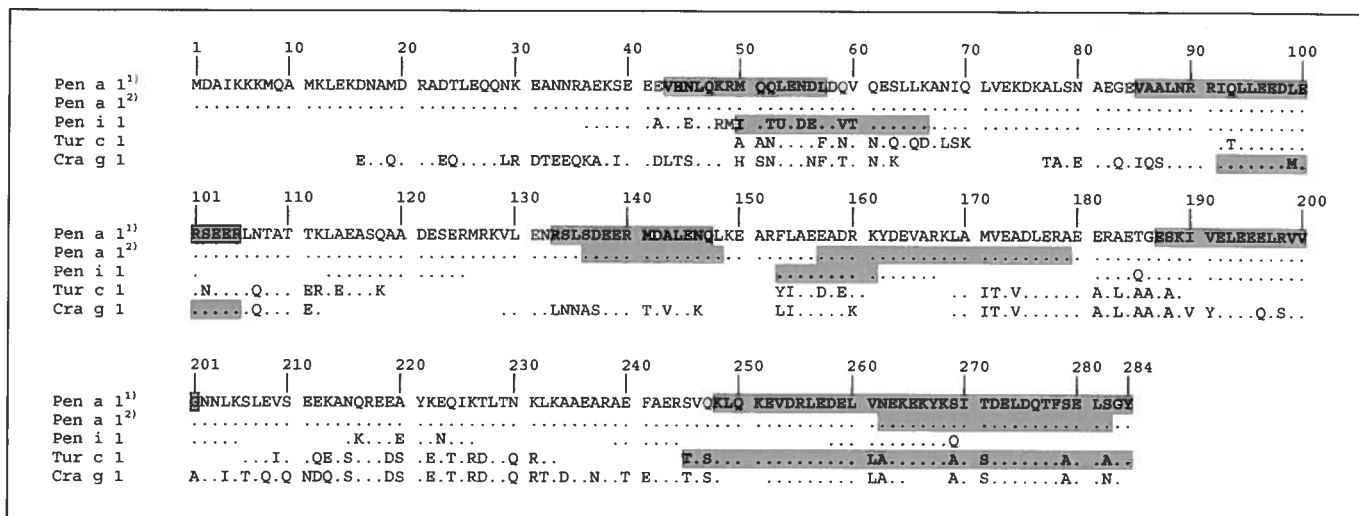 1 10 20 30 40 50 60 70 80 90 100
Pen a 1¹⁾ MDAIKKKMQA MKLEKDNAMD RADTLEQQNK EANNRAEKSE EEVHNLQKRM QQLENDLDQV QESLLKANIQ LVEKDKALSN AEGEVAALNR RIQLLEEDLE
Pen a 1²⁾ .......... .......... .......... .......... .......... .......... .......... .......... .......... ..........
Pen i 1 ...... .A..E..RMI .TU.DE..VT ......
Tur c 1 A AN....F.N. N.Q.QD.LSK .T.......
Cra g 1 E..Q. ...EQ...LR DTEEQKA.I. .DLTS... H SN...NF.T. N.K TA.E ..Q.IQS... .......M.
101 110 120 130 140 150 160 170 180 190 200
Pen a 1¹⁾ RSEERLNTAT TKLAEASQAA DESERMRKVL ENRSLSDEER MDALENQLKE ARFLAEEADR KYDEVARKLA MVEADLERAE ERAETGESKI VELEEELRVV
Pen a 1²⁾ .......... .......... .......... .......... .......... .......... .......... .......... .......... ..........
Pen i 1 . ....... ..... ........ ...... ....Q
Tur c 1 .N...Q... ER.E...K YI..D.E.. .. IT.V...... A.L.AA.A.
Cra g 1 .....Q... E. .. ..LNNAS... T.V..K LI.....K .. IT.V...... A.L.AA.A.V Y....Q.S..
201 210 220 230 240 250 260 270 280 284
Pen a 1¹⁾ GNNLKSLEVS EEKANQREEA YKEQIKTLTN KLKAAEARAE FAERSVQKLQ KEVDRLEDEL VNEKEKYKSI TDELDQTFSE LSGY
Pen a 1²⁾ .......... .......... .......... .......... .......... .......... .......... .......... ....
Pen i 1 ..... ..K...E ...N... .. .... ........Q
Tur c 1 ...I.. .QE.S...DS .E.T.RD..Q R.. T.S... .......... LA......A. S.......A. .A..
Cra g 1 A..I.T.Q.Q NDQ.S...DS .E.T.RD..Q RT.D..N..T E...T.S... .......... LA......A. S.......A. .N.